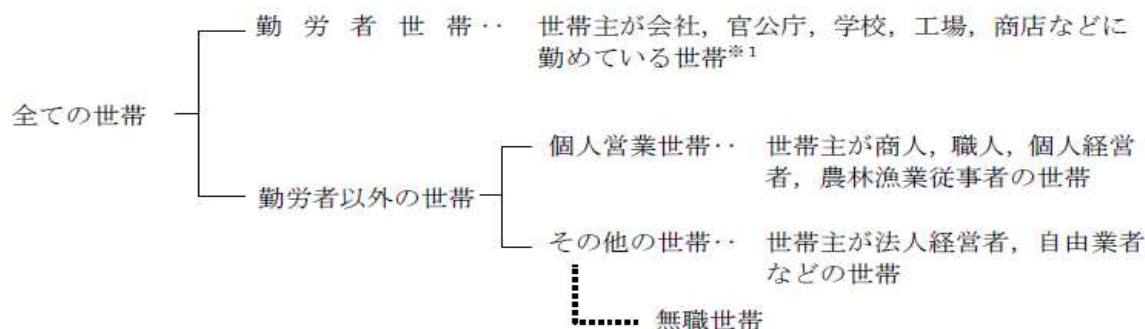 勤労者世帯‥ 世帯主が会社，官公庁，学校，工場，商店などに
勤めている世帯※1
全ての世帯
個人営業世帯‥ 世帯主が商人，職人，個人経営
者，農林漁業従事者の世帯
勤労者以外の世帯
その他の世帯‥ 世帯主が法人経営者，自由業者
などの世帯
無職世帯